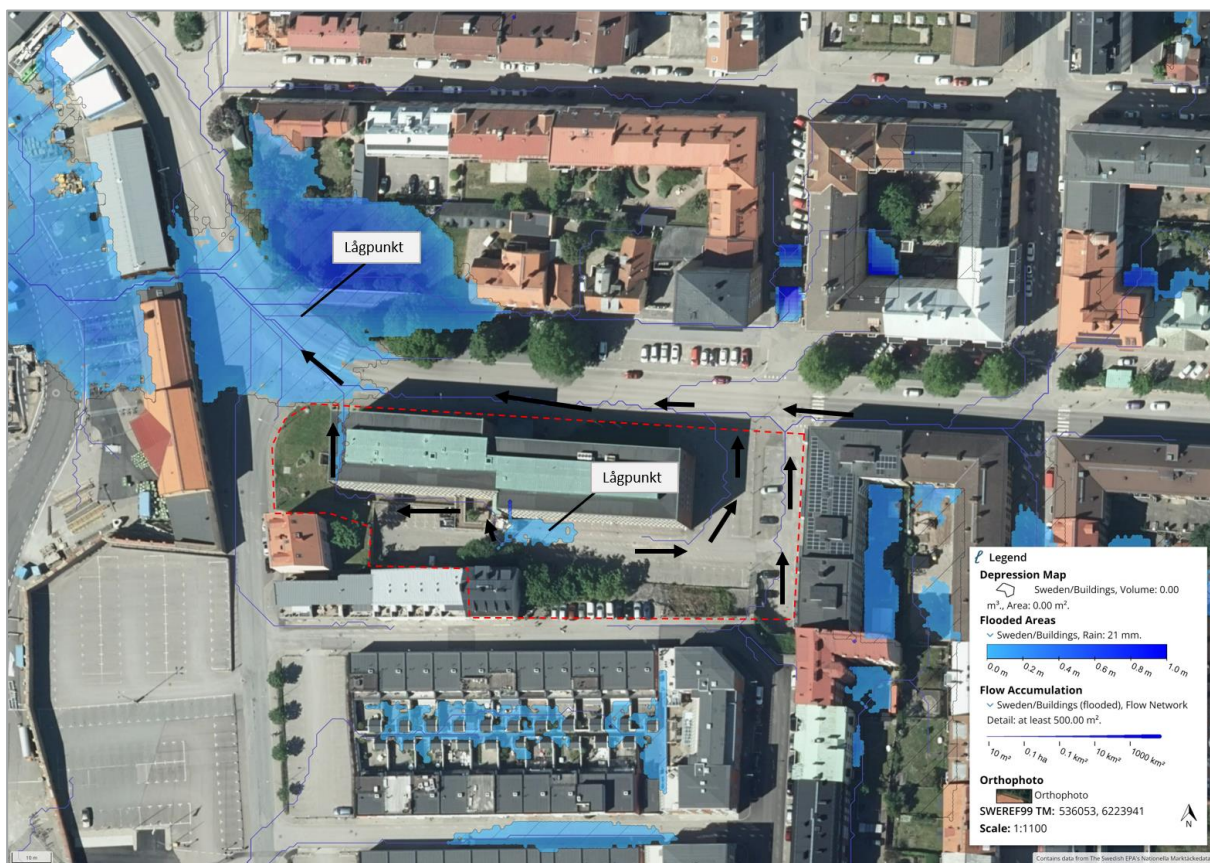 Lågpunkt
Lågpunkt
Legend
Depression Map
Sweden/Buildings, Volume: 0.00
m³., Area: 0.00 m².
Flooded Areas
Sweden/Buildings, Rain: 21 mm.
0.0 m 0.2 m 0.4 m 0.6 m 0.8 m 1.0 m
Flow Accumulation
Sweden/Buildings (flooded), Flow Network
Detail: at least 500.00 m².
10 m² 0.1 ha 0.1 km² 10 km² 1000 km²
Orthophoto
Orthophoto
SWEREF99 TM: 536053, 6223941
Scale: 1:1100
N
10 m
Contains data from The Swedish EPA's Nationella Marktäckedata